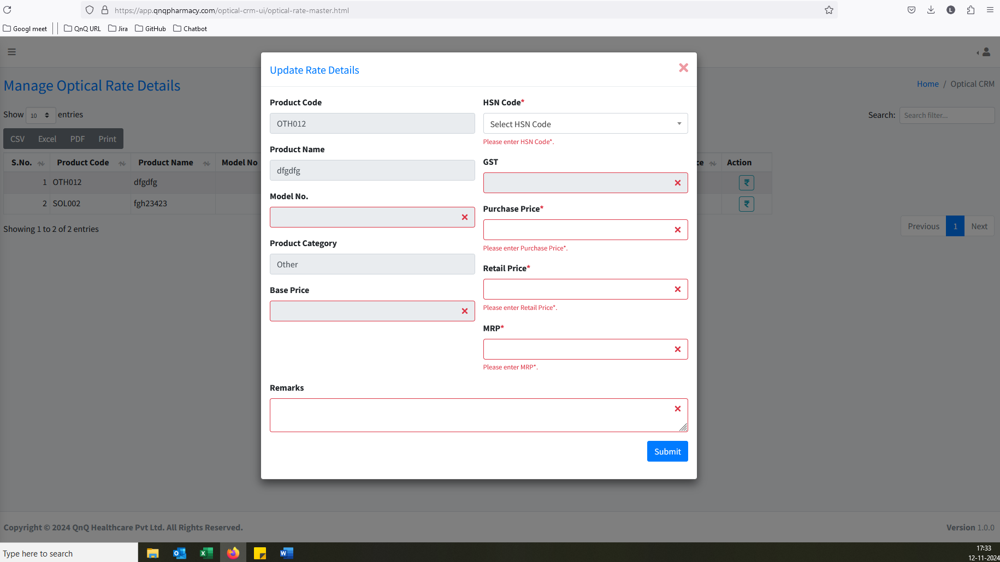 https://app.qnqpharmacy.com/optical-crm-ui/optical-rate-master.html
L
Googl meet
QnQ URL
Jira
GitHub
Chatbot
Manage Optical Rate Details
Home / Optical CRM
Show 10 entries
Search: Search filter...
CSV Excel PDF Print
S.No. Product Code Product Name Model No ce Action
1 OTH012 dfgdfg ₹
2 SOL002 fgh23423 ₹
Showing 1 to 2 of 2 entries
Previous 1 Next
Update Rate Details
Product Code
OTH012
Product Name
dfgdfg
Model No.
Product Category
Other
Base Price
HSN Code*
Select HSN Code
Please enter HSN Code*.
GST
Purchase Price*
Please enter Purchase Price*.
Retail Price*
Please enter Retail Price*.
MRP*
Please enter MRP*.
Remarks
Submit
Copyright © 2024 QnQ Healthcare Pvt Ltd. All Rights Reserved.
Version 1.0.0
Type here to search
17:33
12-11-2024